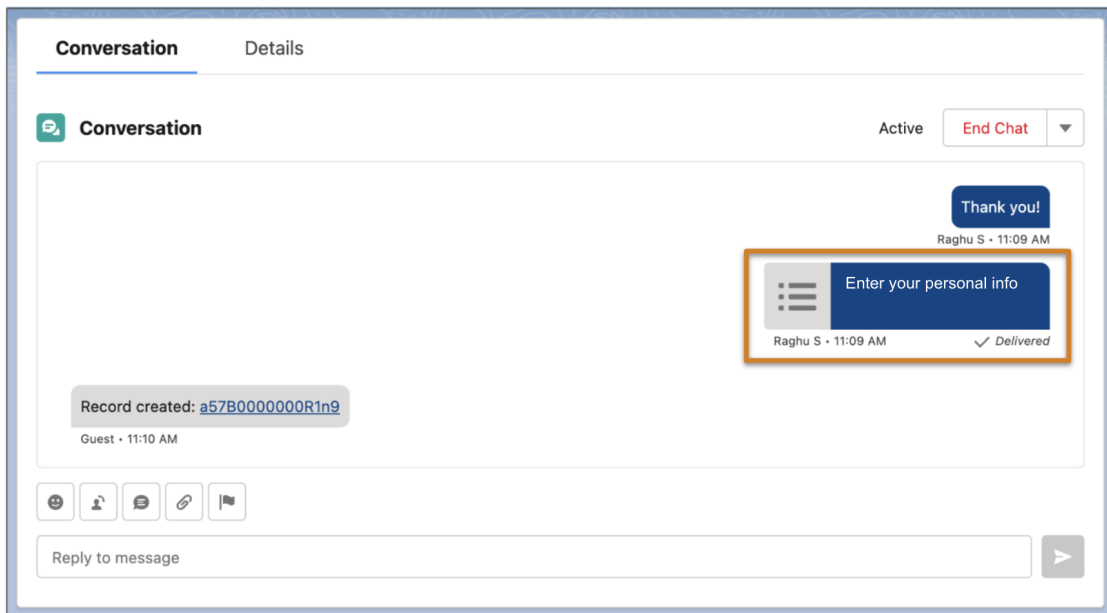 Conversation Details
Conversation Active End Chat
Thank you!
Raghu S • 11:09 AM
Enter your personal info
Raghu S • 11:09 AM Delivered
Record created: a57B0000000R1n9
Guest • 11:10 AM
Reply to message